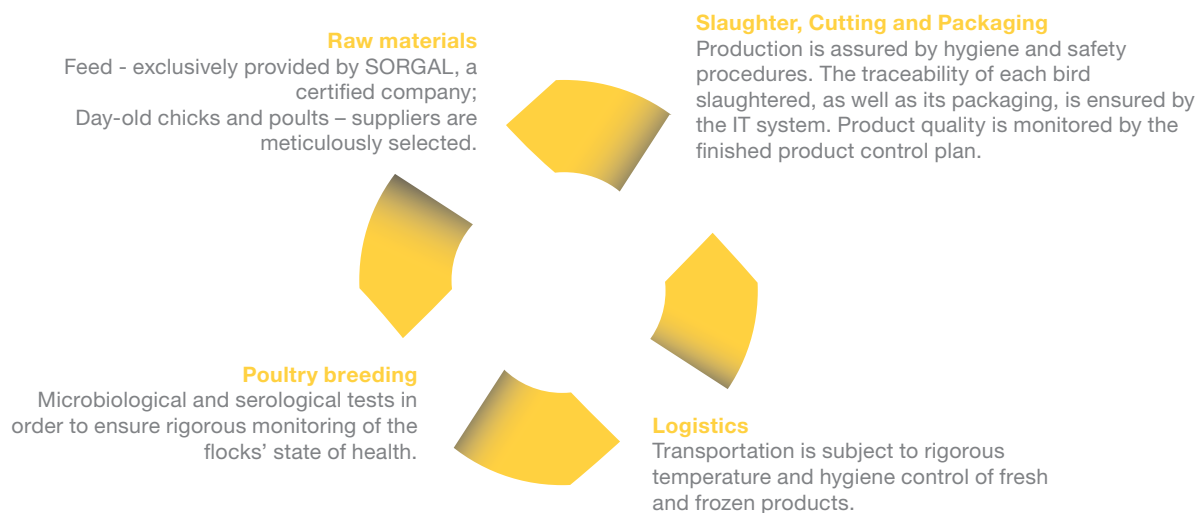 Raw materials
Feed - exclusively provided by SORGAL, a
certified company;
Day-old chicks and poults – suppliers are
meticulously selected.
Slaughter, Cutting and Packaging
Production is assured by hygiene and safety
procedures. The traceability of each bird
slaughtered, as well as its packaging, is ensured by
the IT system. Product quality is monitored by the
finished product control plan.
Poultry breeding
Microbiological and serological tests in
order to ensure rigorous monitoring of the
flocks’ state of health.
Logistics
Transportation is subject to rigorous
temperature and hygiene control of fresh
and frozen products.